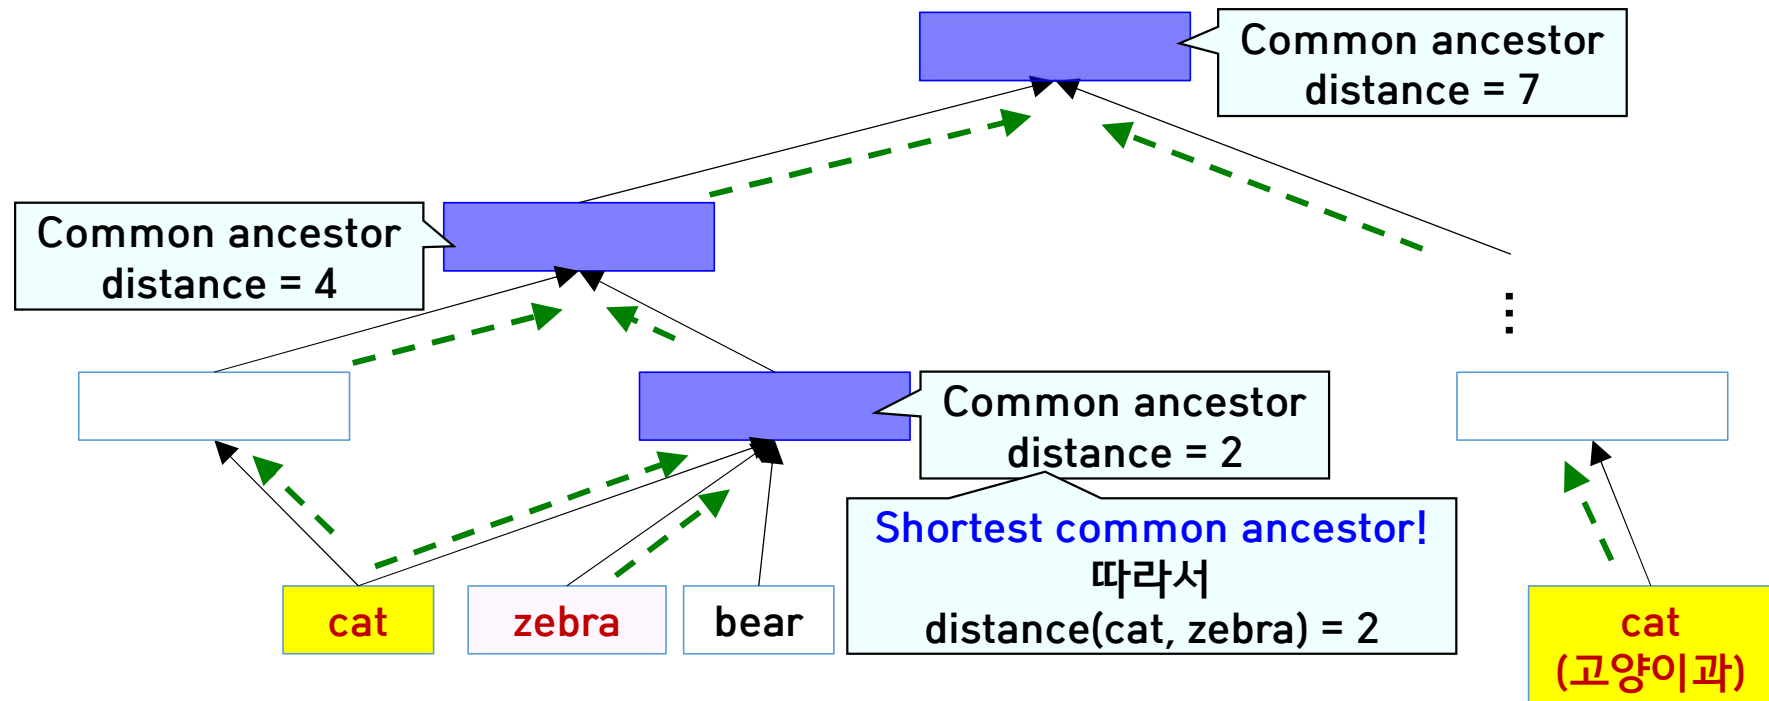 Common ancestor
distance = 7
Common ancestor
distance = 4
Common ancestor
distance = 2
Shortest common ancestor!
따라서
distance(cat, zebra) = 2
cat
zebra
bear
cat
(고양이과)